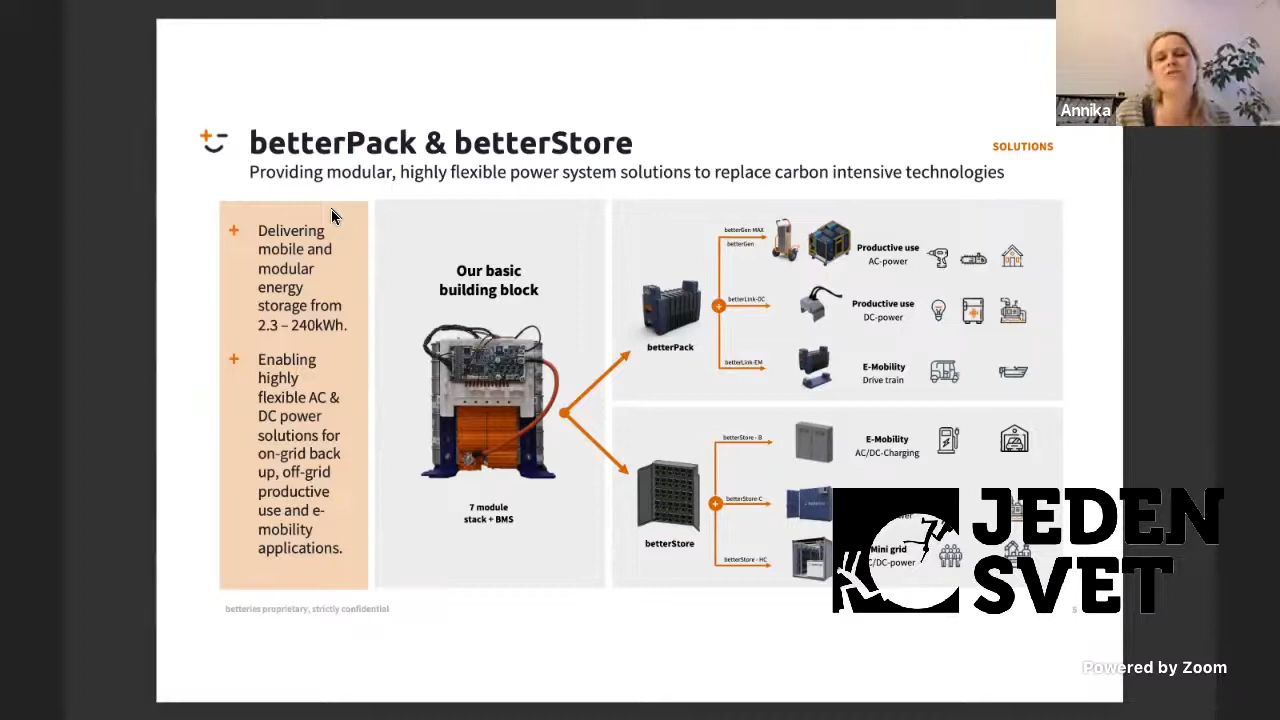 Annika
betterPack & betterStore
SOLUTIONS
Providing modular, highly flexible power system solutions to replace carbon intensive technologies
+ Delivering
mobile and
modular
energy
storage from
2.3 – 240kWh.
+ Enabling
highly
flexible AC &
DC power
solutions for
on-grid back
up, off-grid
productive
use and e-
mobility
applications.
Our basic
building block
7 module
stack + BMS
betterPack
betterGen MAX
betterGen
Productive use
AC-power
betterLink-DC
Productive use
DC-power
betterLink-EM
E-Mobility
Drive train
betterStore
betterStore - B
E-Mobility
AC/DC-Charging
betterStore-C
betterStore - HC
Mini grid
C/DC-power
JEDEN
SVET
betteries proprietary, strictly confidential
5
Powered by Zoom